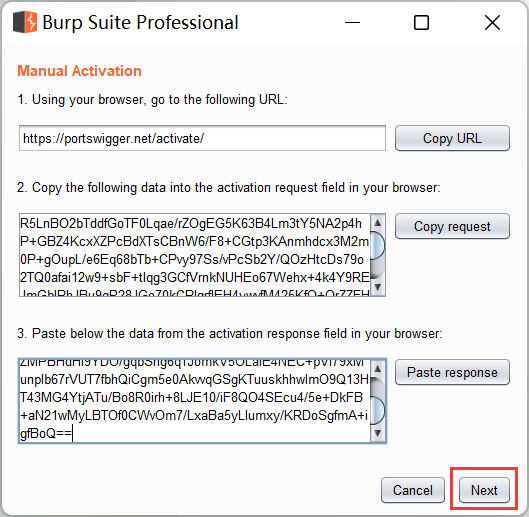 Burp Suite Professional
Manual Activation
1. Using your browser, go to the following URL:
https://portswigger.net/activate/
Copy URL
2. Copy the following data into the activation request field in your browser:
R5LnBO2bTddfGoTF0Lqae/rZOgEG5K63B4Lm3tY5NA2p4h
P+GBZ4KcxXZPcBdXTsCBnW6/F8+CGtp3KAnmhdcx3M2m
0P+gOupL/e6Eq68bTb+CPvy97Ss/vPcSb2Y/QOzHtcDs79o
2TQ0afai12w9+sbF+tlqg3GCfVrnkNUHEo67Wehx+4k4Y9RE
Copy request
3. Paste below the data from the activation response field in your browser:
unplb67rVUT7fbhQiCgm5e0AkwqGSgKTuuskhhwlmO9Q13H
T43MG4YtjATu/Bo8R0irh+8LJE10/iF8QO4SEcu4/5e+DkFB
+aN21wMyLBTOf0CWvOm7/LxaBa5yLlumxy/KRDoSgfmA+i
gfBoQ==
Paste response
Cancel
Next